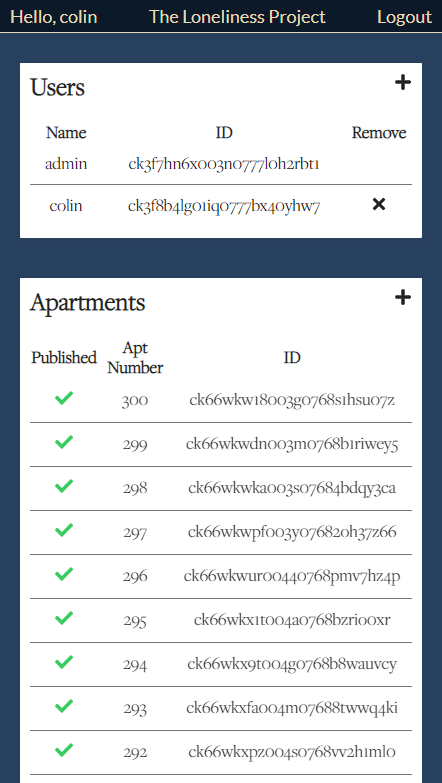 Hello, colin The Loneliness Project Logout
Users
Name ID Remove
admin ck3f7hn6x003n0777l0h2rbt1
colin ck3f8b4lg01iq0777bx40yhw7
Apartments
Published Apt Number ID
300 ck66wkw18003g0768s1hsu07z
299 ck66wkwdn003m0768b1riwey5
298 ck66wkwka003s07684bdqy3ca
297 ck66wkwpf003y07682oh37z66
296 ck66wkwur00440768pmv7hz4p
295 ck66wkx1t004a0768bzri00xr
294 ck66wkx9t004g0768b8wauvcy
293 ck66wkxfa004m07688twwq4ki
292 ck66wkxpz004s0768vv2h1ml0